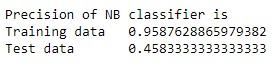 Precision of NB classifier is
Training data 0.9587628865979382
Test data 0.4583333333333333